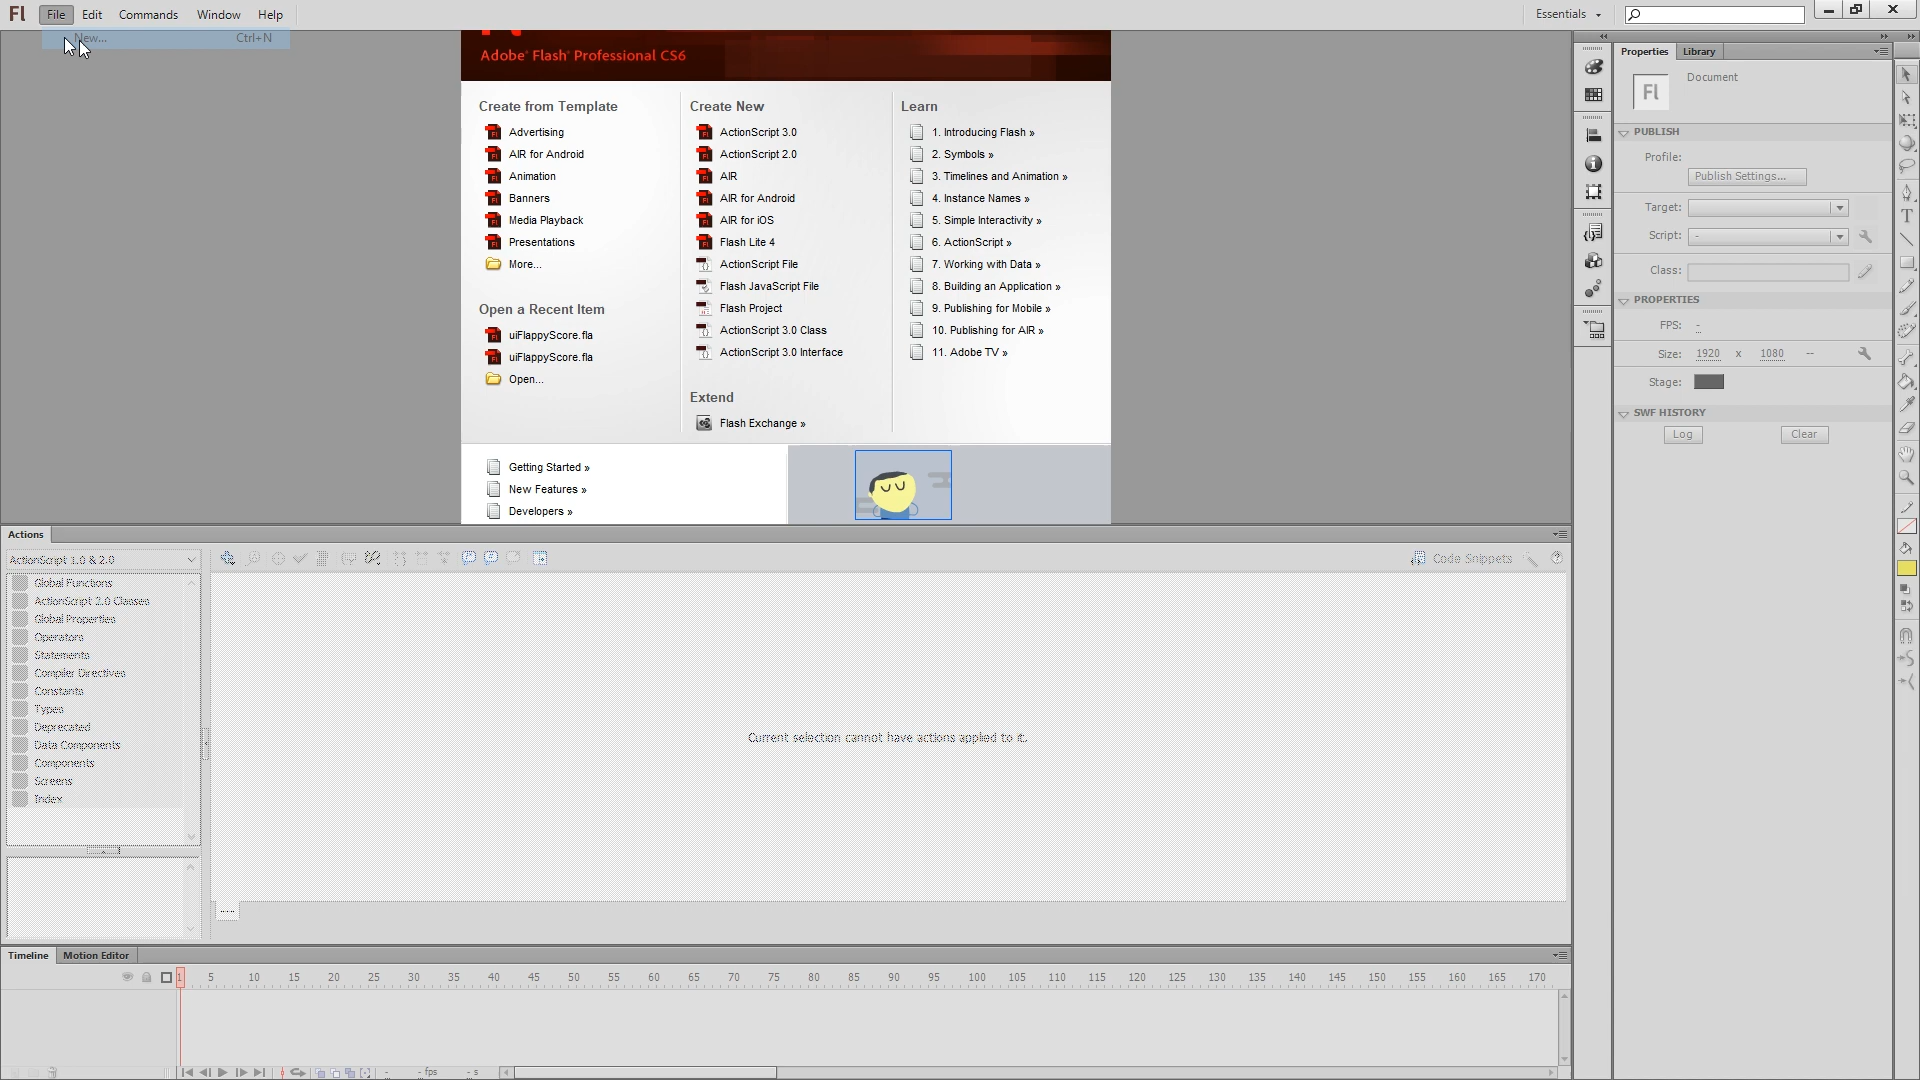 Fl File Edit Commands Window Help Essentials
New... Ctrl+N
Adobe® Flash® Professional CS6
Create from Template
Advertising
AIR for Android
Animation
Banners
Media Playback
Presentations
More...
Open a Recent Item
uiFlappyScore.fla
uiFlappyScore.fla
Open...
Create New
ActionScript 3.0
ActionScript 2.0
AIR
AIR for Android
AIR for iOS
Flash Lite 4
ActionScript File
Flash JavaScript File
Flash Project
ActionScript 3.0 Class
ActionScript 3.0 Interface
Extend
Flash Exchange »
Learn
1. Introducing Flash »
2. Symbols »
3. Timelines and Animation »
4. Instance Names »
5. Simple Interactivity »
6. ActionScript »
7. Working with Data »
8. Building an Application »
9. Publishing for Mobile »
10. Publishing for AIR »
11. Adobe TV »
Getting Started »
New Features »
Developers »
Properties Library
Fl Document
PUBLISH
Profile:
Publish Settings...
Target:
Script: -
Class:
PROPERTIES
FPS: -
Size: 1920 x 1080 --
Stage:
SWF HISTORY
Log Clear
Actions
ActionScript 1.0 & 2.0
Code Snippets
Global Functions
ActionScript 2.0 Classes
Global Properties
Operators
Statements
Compiler Directives
Constants
Types
Deprecated
Data Components
Components
Screens
Index
Current selection cannot have actions applied to it.
Timeline Motion Editor
1 5 10 15 20 25 30 35 40 45 50 55 60 65 70 75 80 85 90 95 100 105 110 115 120 125 130 135 140 145 150 155 160 165 170
- - fps - s